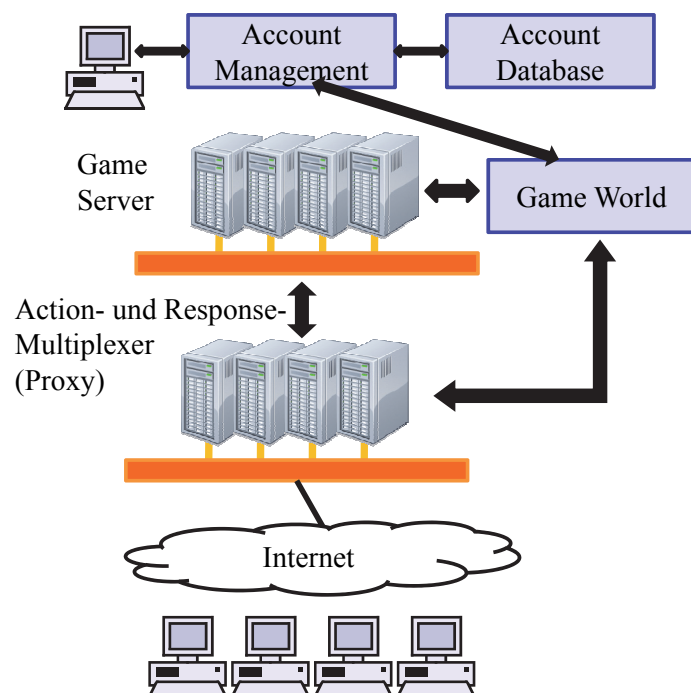 Account
Management
Account
Database
Game
Server
Game World
Action- und Response-
Multiplexer
(Proxy)
Internet